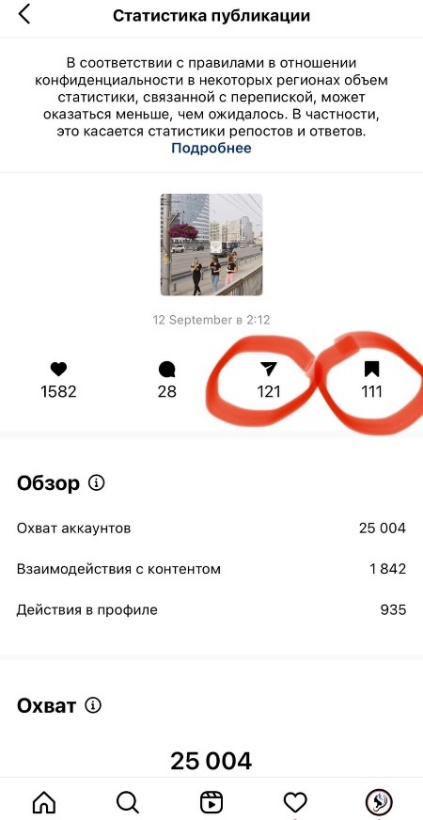 Статистика публикации
В соответствии с правилами в отношении
конфиденциальности в некоторых регионах объем
статистики, связанной с перепиской, может
оказаться меньше, чем ожидалось. В частности,
это касается статистики репостов и ответов.
Подробнее
12 September в 2:12
1582 28 121 111
Обзор
Охват аккаунтов 25 004
Взаимодействия с контентом 1 842
Действия в профиле 935
Охват
25 004